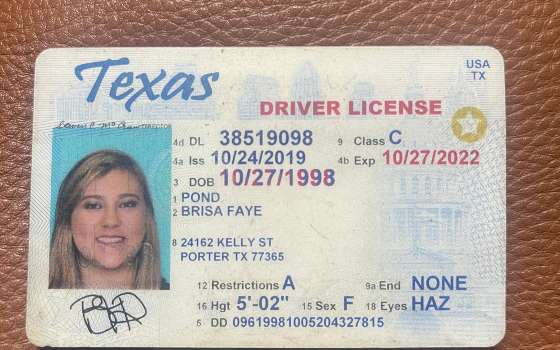 Texas
USA
TX
DRIVER LICENSE
4d DL 38519098 9 Class C
4a Iss 10/24/2019 4b Exp 10/27/2022
3 DOB 10/27/1998
1 POND
2 BRISA FAYE
8 24162 KELLY ST
PORTER TX 77365
12 Restrictions A 9a End NONE
16 Hgt 5'-02" 15 Sex F 18 Eyes HAZ
5 DD 09619981005204327815